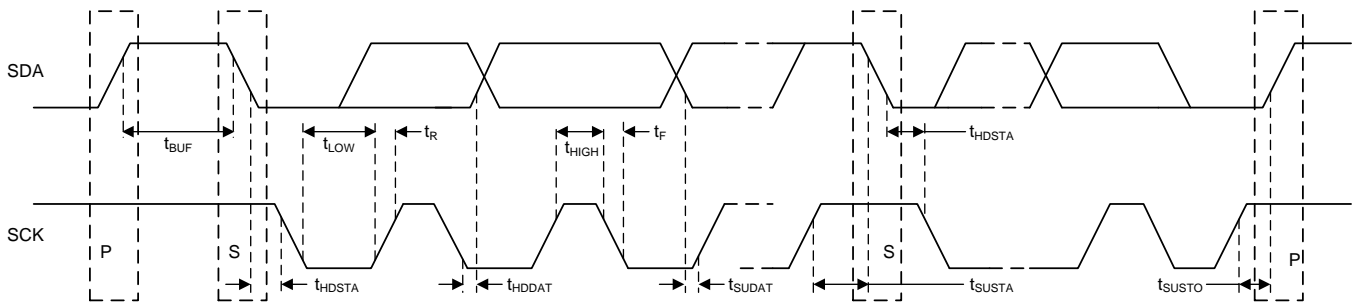 SDA
tBUF
tLOW
tR
tHIGH
tF
tHDSTA
SCK
P
S
S
P
tHDSTA
tHDDAT
tSUDAT
tSUSTA
tSUSTO